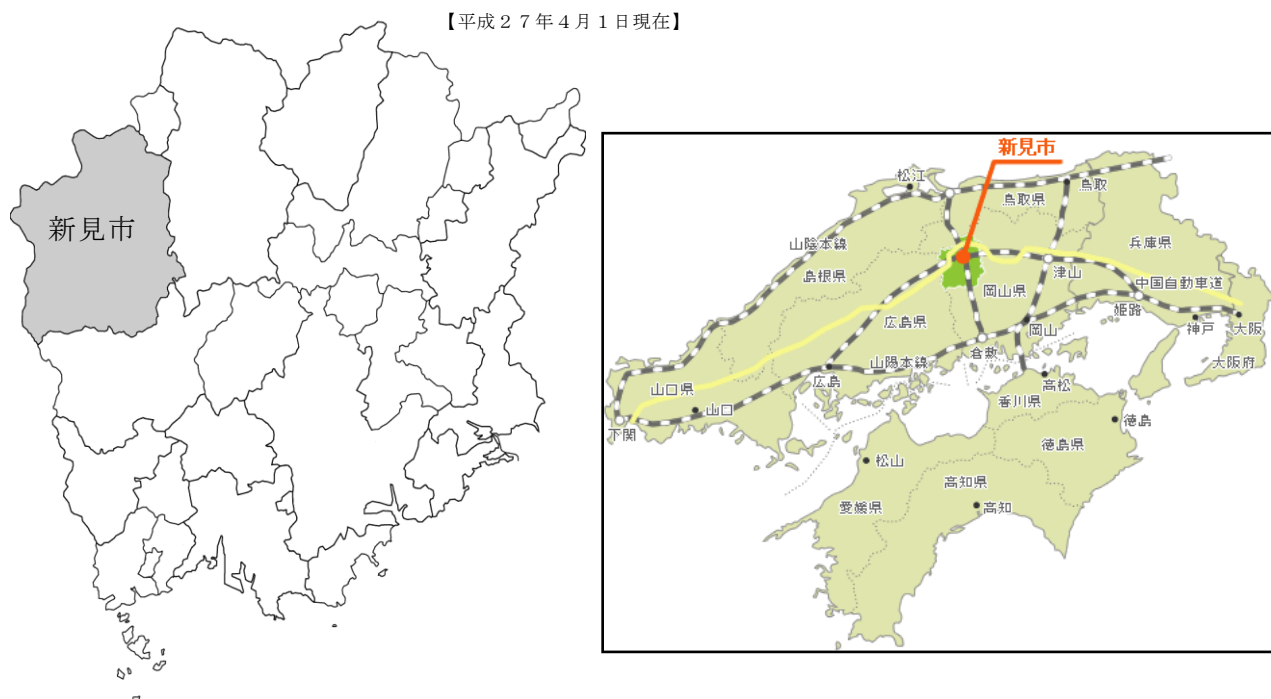 【平成２７年４月１日現在】
新見市
新見市
松江
鳥取
鳥取県
兵庫県
山陰本線
島根県
津山
中国自動車道
岡山県
姫路
広島県
岡山
神戸
大阪
倉敷
山陽本線
大阪府
広島
高松
山口県
香川県
山口
徳島
下関
徳島県
松山
高知県
愛媛県
高知